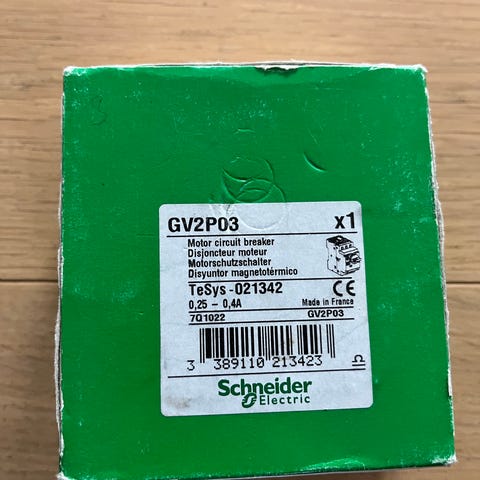 GV2P03 x1
Motor circuit breaker
Disjoncteur moteur
Motorschutzschalter
Disyuntor magnetotérmico
TeSys -021342 CE
0,25 - 0,4A Made in France
7Q1022 GV2P03
3 389110 213423
Schneider
Electric